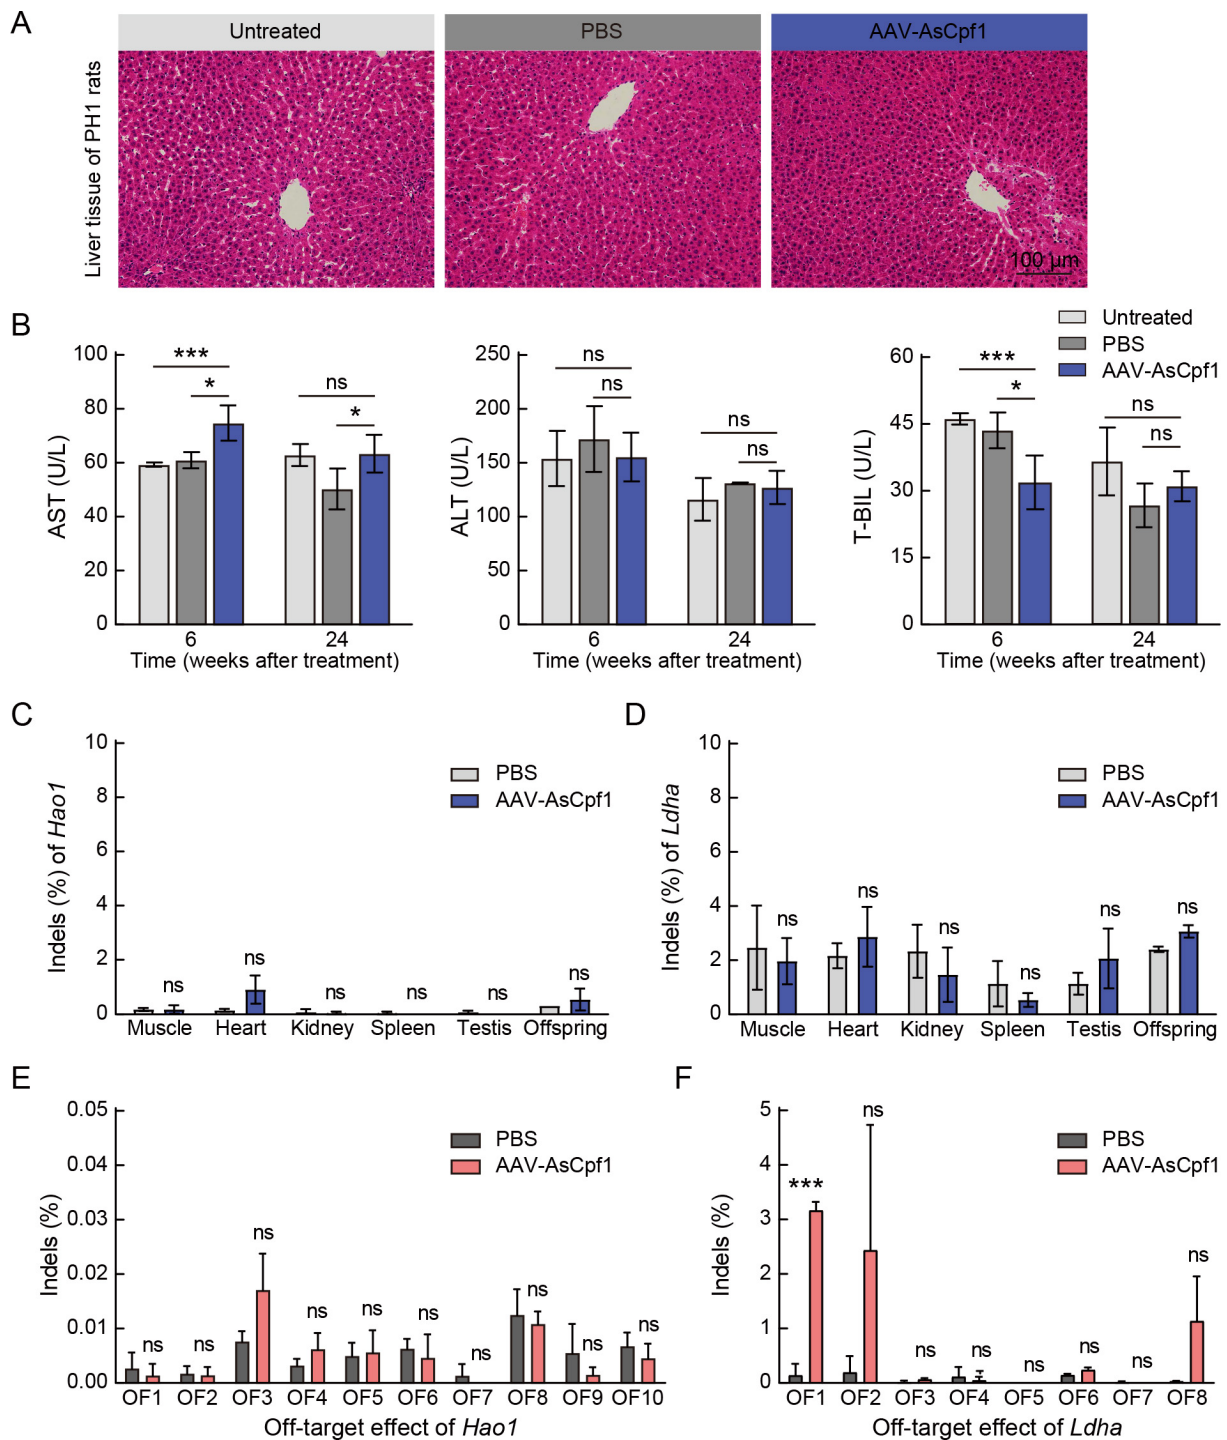 A
Untreated
PBS
AAV-AsCpf1
Liver tissue of PH1 rats
100 µm
B
Untreated
PBS
AAV-AsCpf1
AST (U/L)
100
80
60
40
20
0
***
*
ns
*
6
24
Time (weeks after treatment)
ALT (U/L)
250
200
150
100
50
0
ns
ns
ns
ns
6
24
Time (weeks after treatment)
T-BIL (U/L)
60
45
30
15
0
***
*
ns
ns
6
24
Time (weeks after treatment)
C
Indels (%) of Hao1
10
8
6
4
2
0
PBS
AAV-AsCpf1
ns
ns
ns
ns
ns
ns
Muscle
Heart
Kidney
Spleen
Testis
Offspring
D
Indels (%) of Ldha
10
8
6
4
2
0
PBS
AAV-AsCpf1
ns
ns
ns
ns
ns
ns
Muscle
Heart
Kidney
Spleen
Testis
Offspring
E
Indels (%)
0.05
0.04
0.03
0.02
0.01
0.00
PBS
AAV-AsCpf1
ns
ns
ns
ns
ns
ns
ns
ns
ns
ns
OF1
OF2
OF3
OF4
OF5
OF6
OF7
OF8
OF9
OF10
Off-target effect of Hao1
F
Indels (%)
5
4
3
2
1
0
PBS
AAV-AsCpf1
***
ns
ns
ns
ns
ns
ns
ns
OF1
OF2
OF3
OF4
OF5
OF6
OF7
OF8
Off-target effect of Ldha